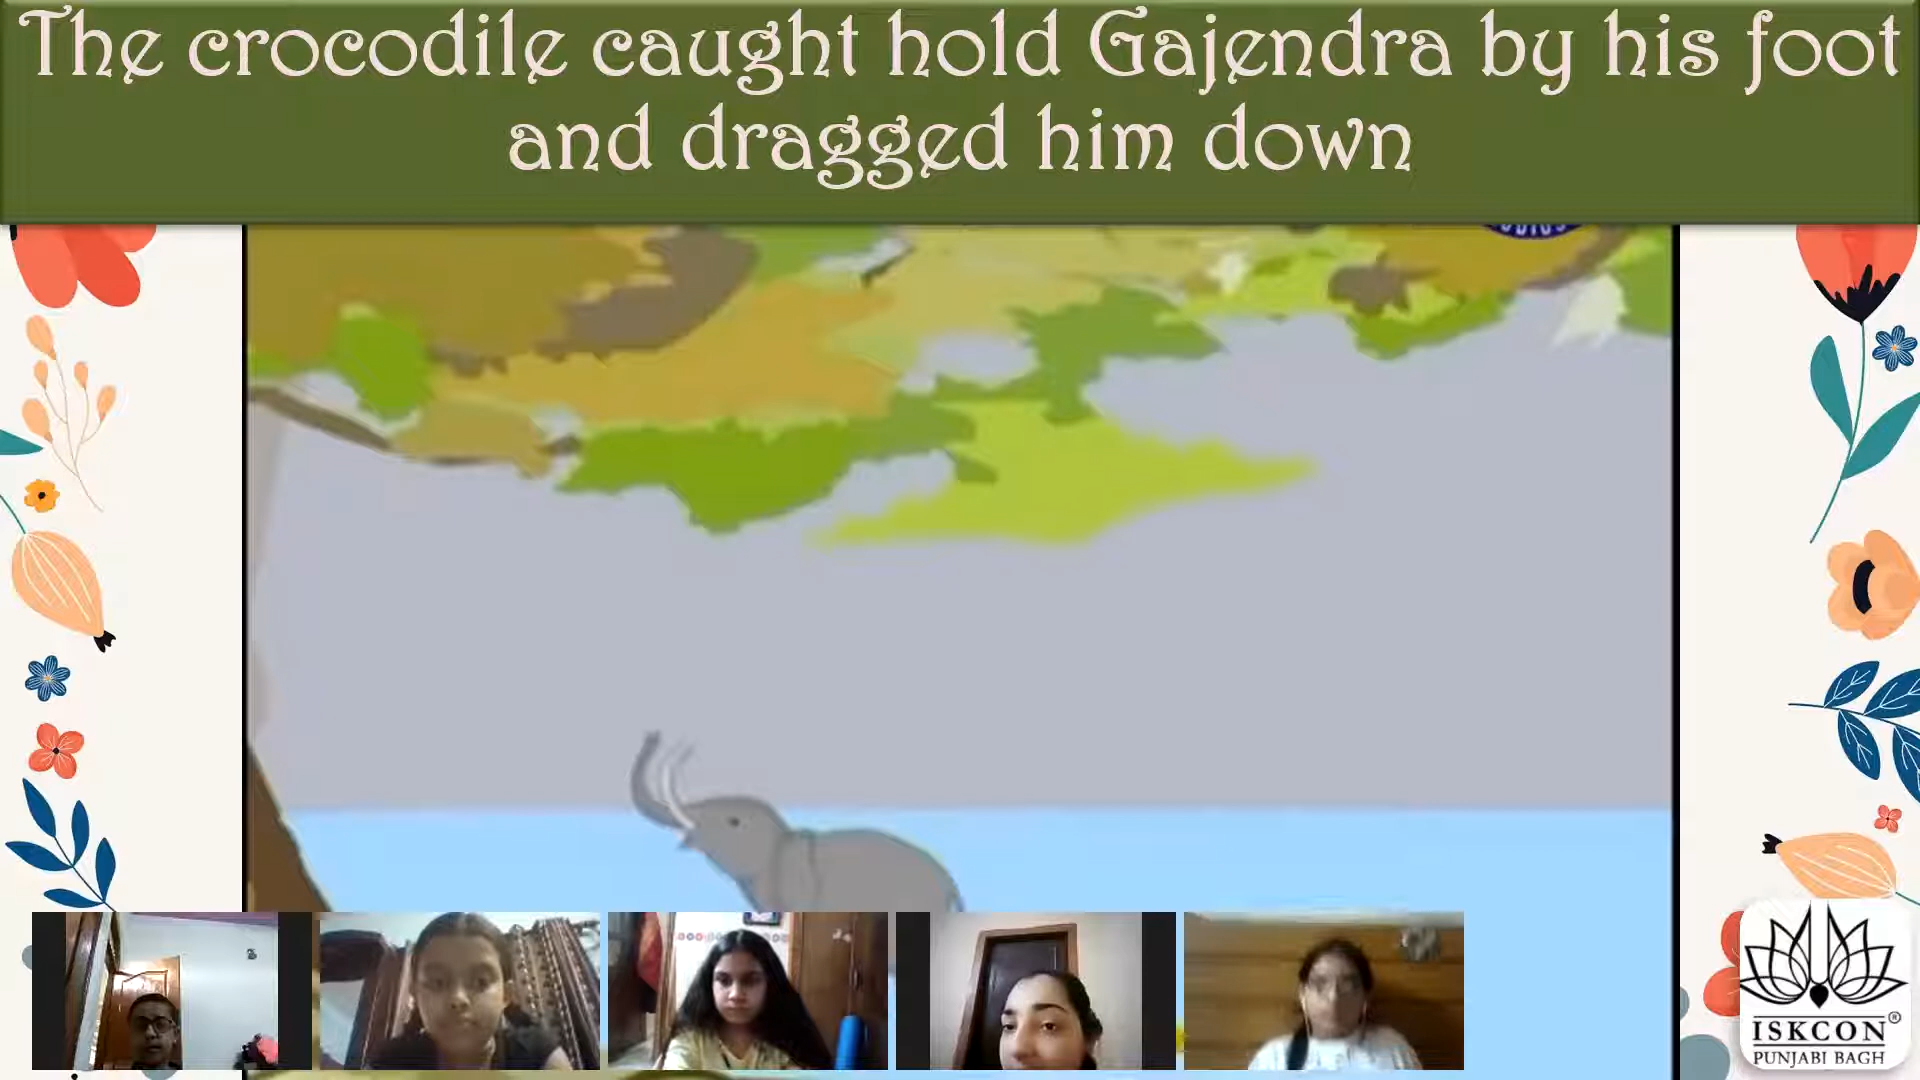 The crocodile caught hold Gajendra by his foot
and dragged him down
ISKCON®
PUNJABI BAGH